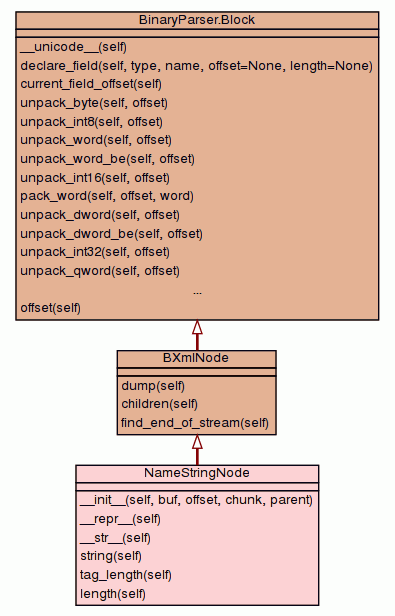 BinaryParser.Block
__unicode__(self)
declare_field(self, type, name, offset=None, length=None)
current_field_offset(self)
unpack_byte(self, offset)
unpack_int8(self, offset)
unpack_word(self, offset)
unpack_word_be(self, offset)
unpack_int16(self, offset)
pack_word(self, offset, word)
unpack_dword(self, offset)
unpack_dword_be(self, offset)
unpack_int32(self, offset)
unpack_qword(self, offset)
...
offset(self)
BXmlNode
dump(self)
children(self)
find_end_of_stream(self)
NameStringNode
__init__(self, buf, offset, chunk, parent)
__repr__(self)
__str__(self)
string(self)
tag_length(self)
length(self)